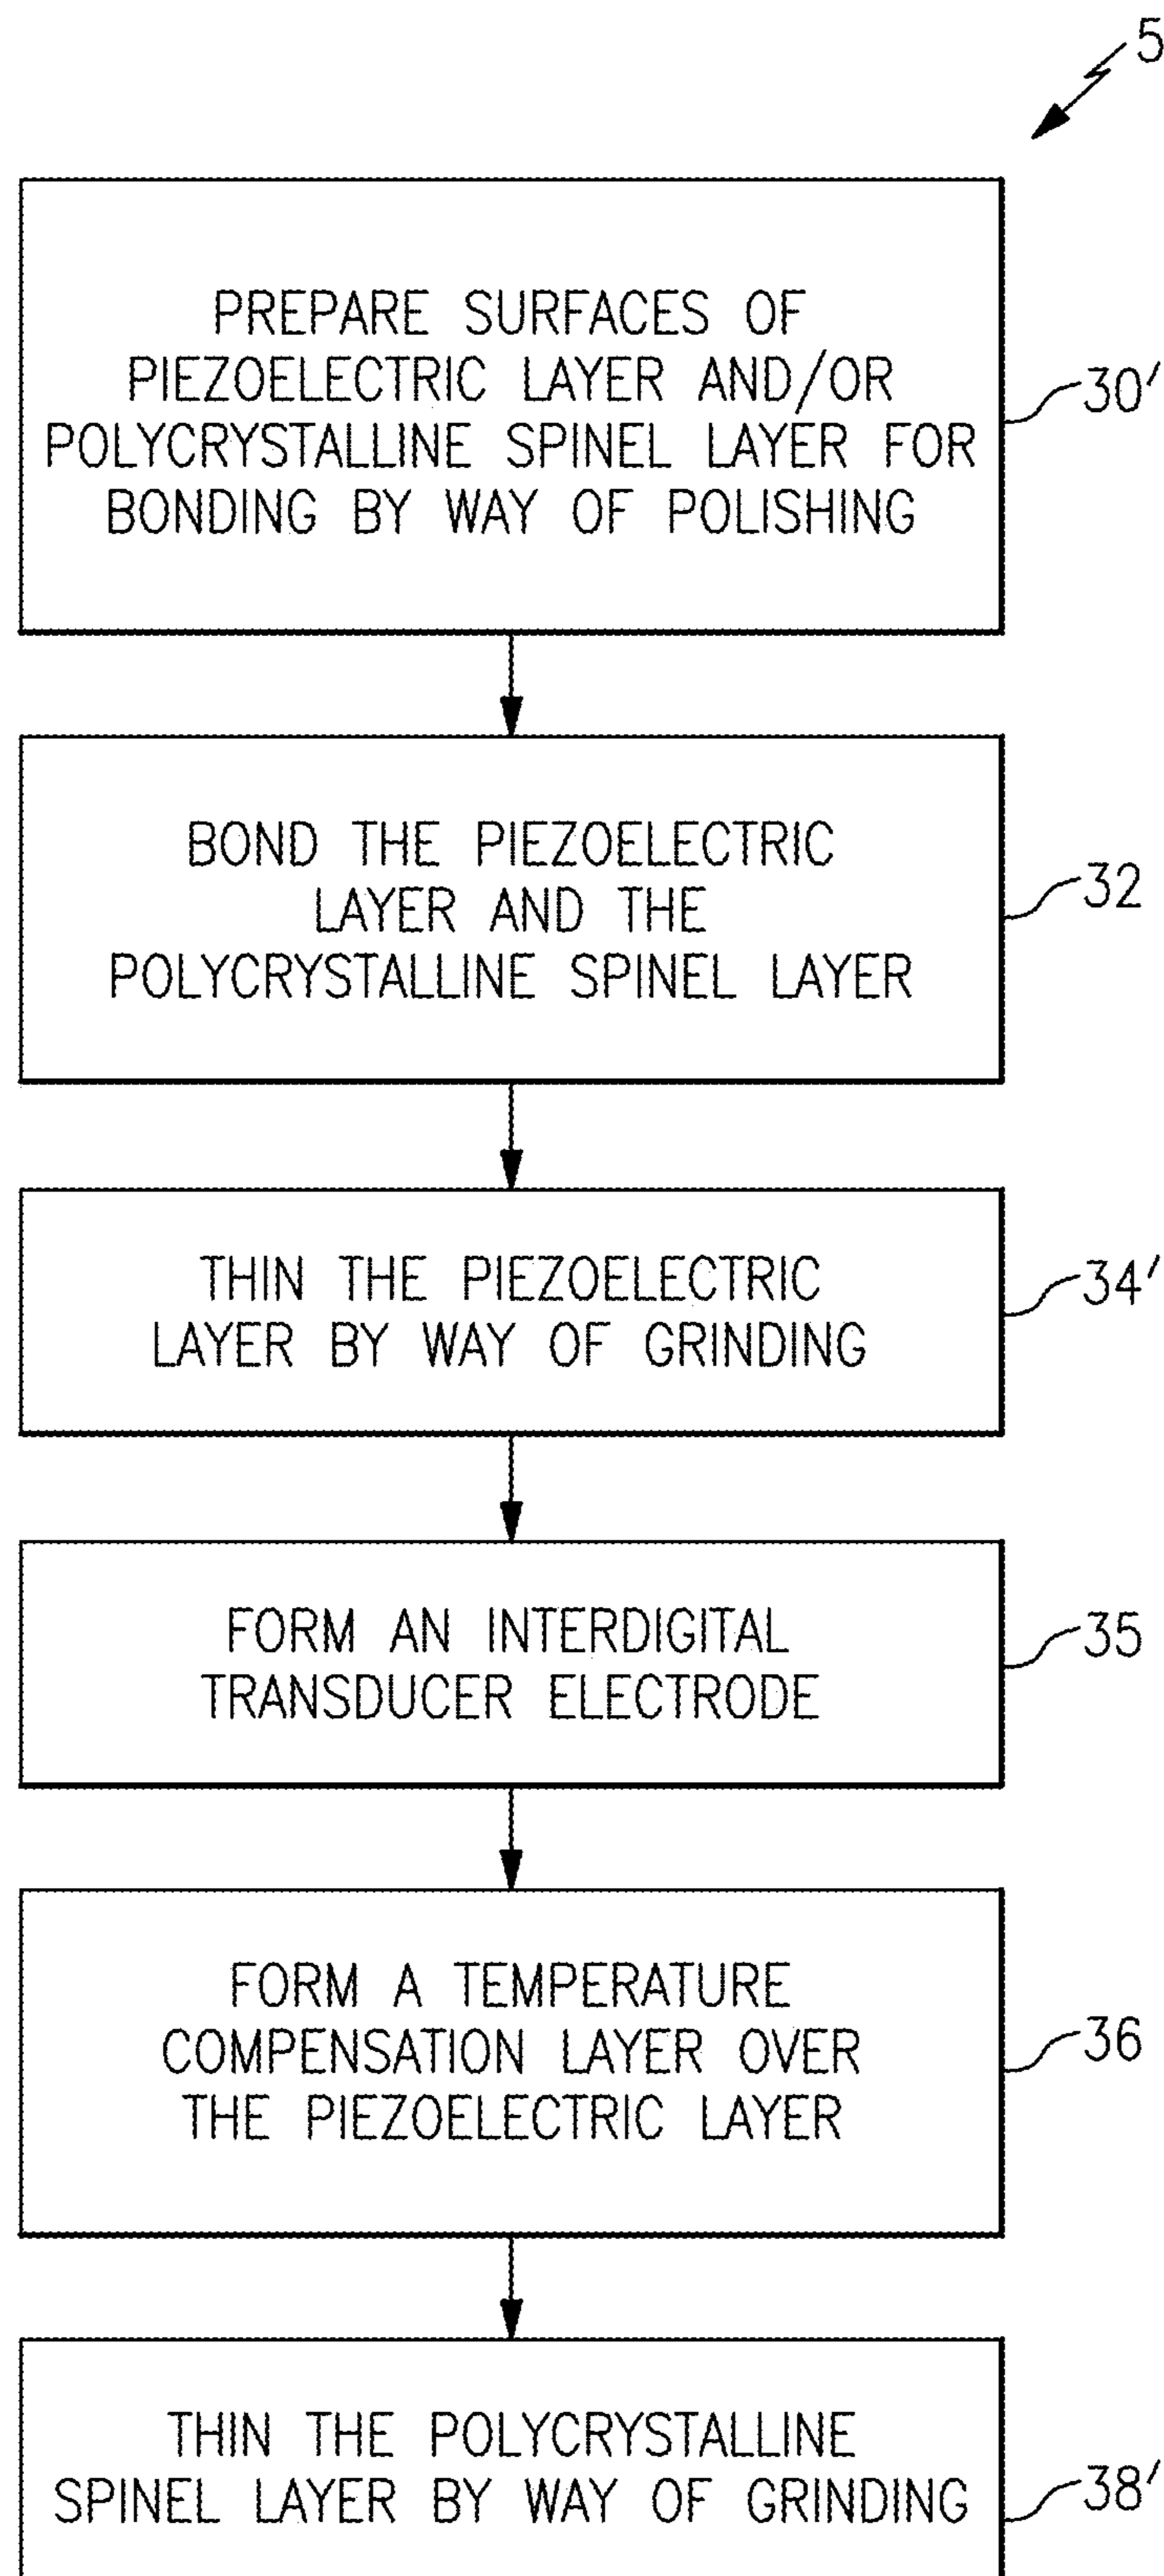 5
PREPARE SURFACES OF
PIEZOELECTRIC LAYER AND/OR
POLYCRYSTALLINE SPINEL LAYER FOR
BONDING BY WAY OF POLISHING
30'
BOND THE PIEZOELECTRIC
LAYER AND THE
POLYCRYSTALLINE SPINEL LAYER
32
THIN THE PIEZOELECTRIC
LAYER BY WAY OF GRINDING
34'
FORM AN INTERDIGITAL
TRANSDUCER ELECTRODE
35
FORM A TEMPERATURE
COMPENSATION LAYER OVER
THE PIEZOELECTRIC LAYER
36
THIN THE POLYCRYSTALLINE
SPINEL LAYER BY WAY OF GRINDING
38'